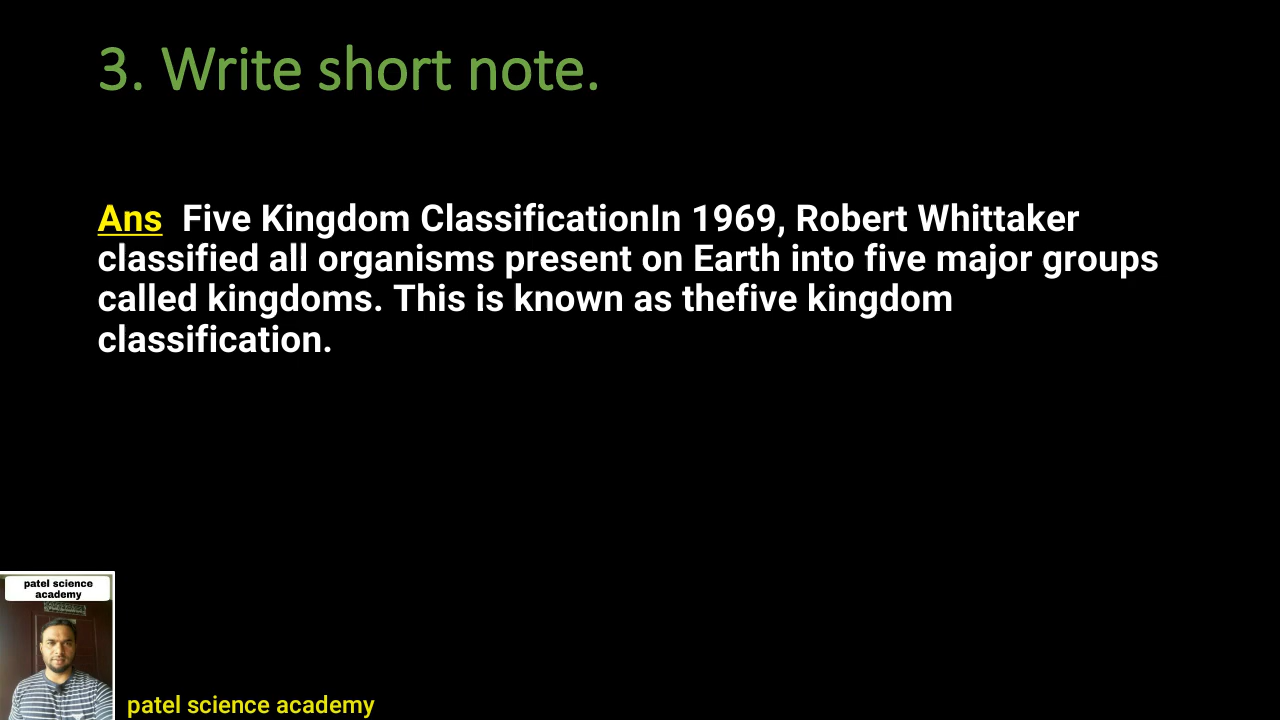 3. Write short note.
Ans  Five Kingdom ClassificationIn 1969, Robert Whittaker
classified all organisms present on Earth into five major groups
called kingdoms. This is known as thefive kingdom
classification.
patel science
academy
patel science academy